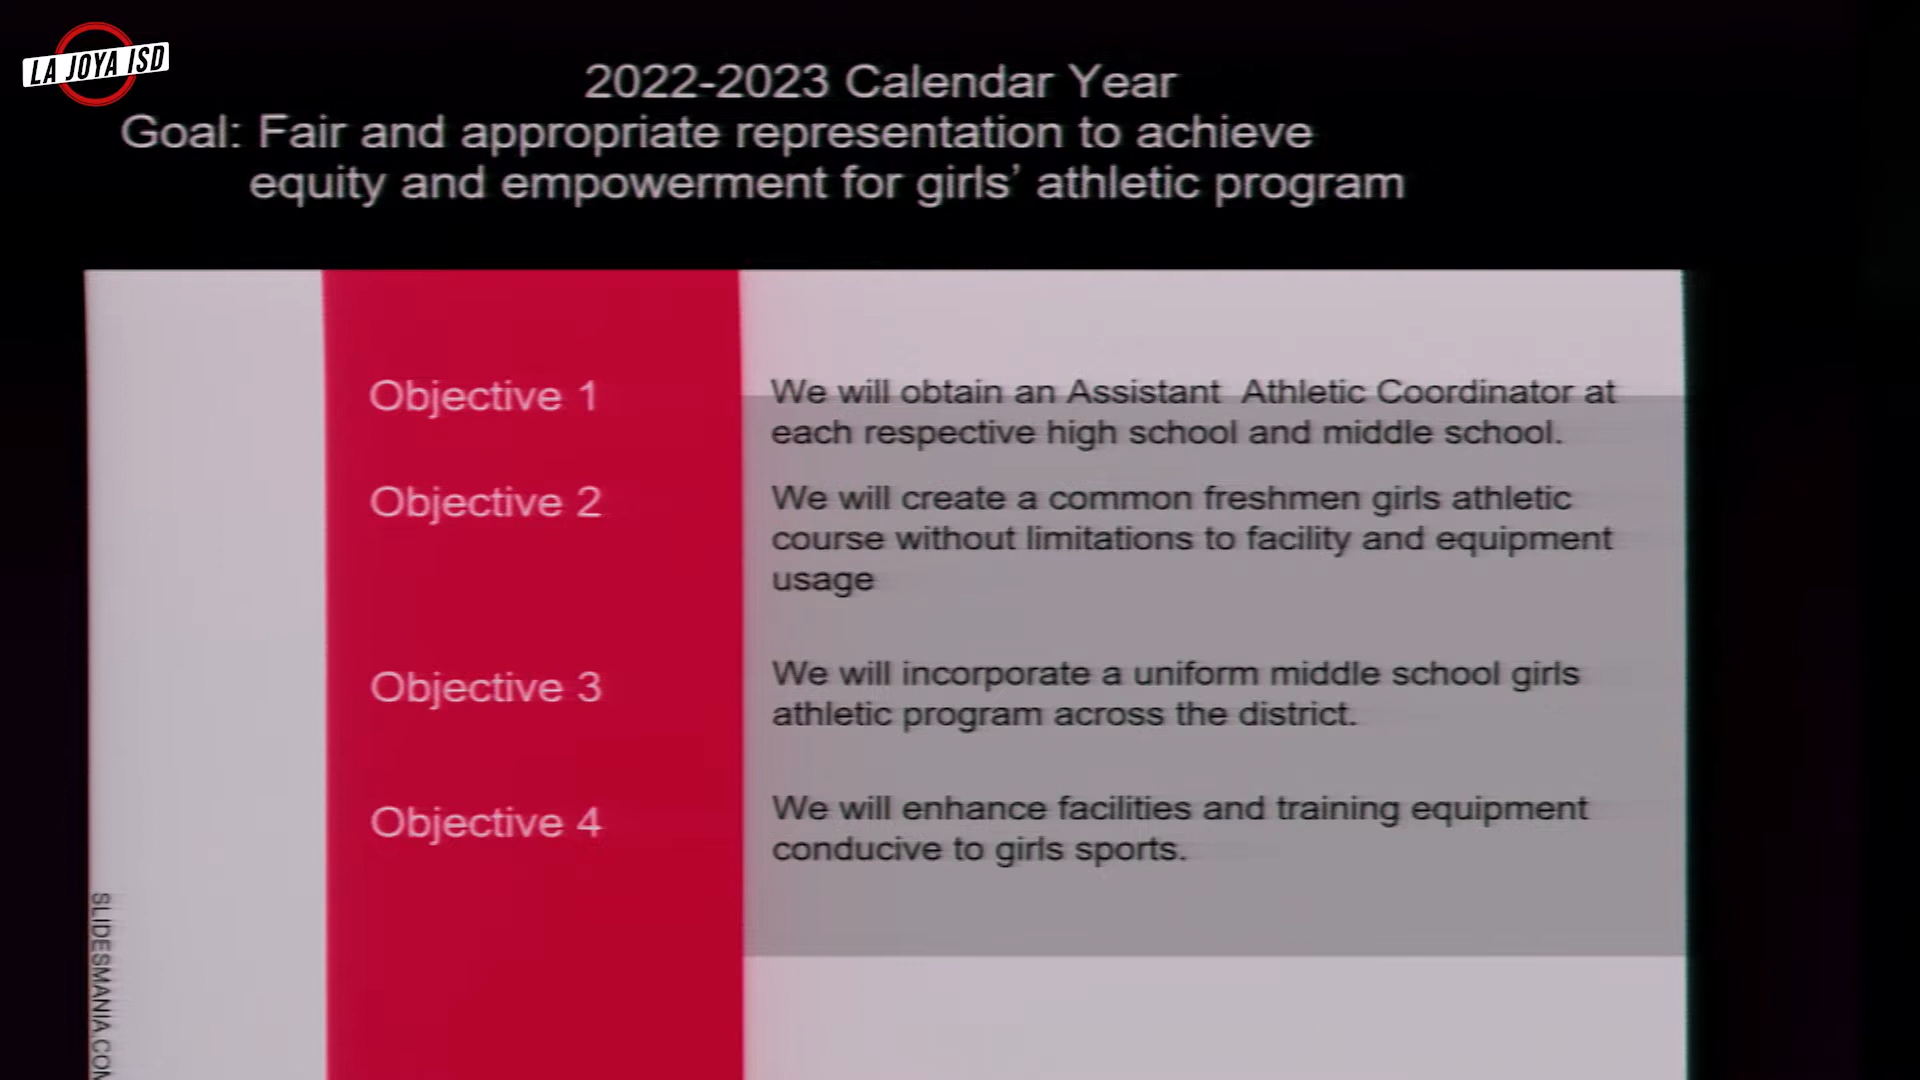 LA JOYA ISD
2022-2023 Calendar Year
Goal: Fair and appropriate representation to achieve
equity and empowerment for girls’ athletic program
Objective 1
We will obtain an Assistant  Athletic Coordinator at
each respective high school and middle school.
Objective 2
We will create a common freshmen girls athletic
course without limitations to facility and equipment
usage
Objective 3
We will incorporate a uniform middle school girls
athletic program across the district.
Objective 4
We will enhance facilities and training equipment
conducive to girls sports.
SLIDESMANIA.COM